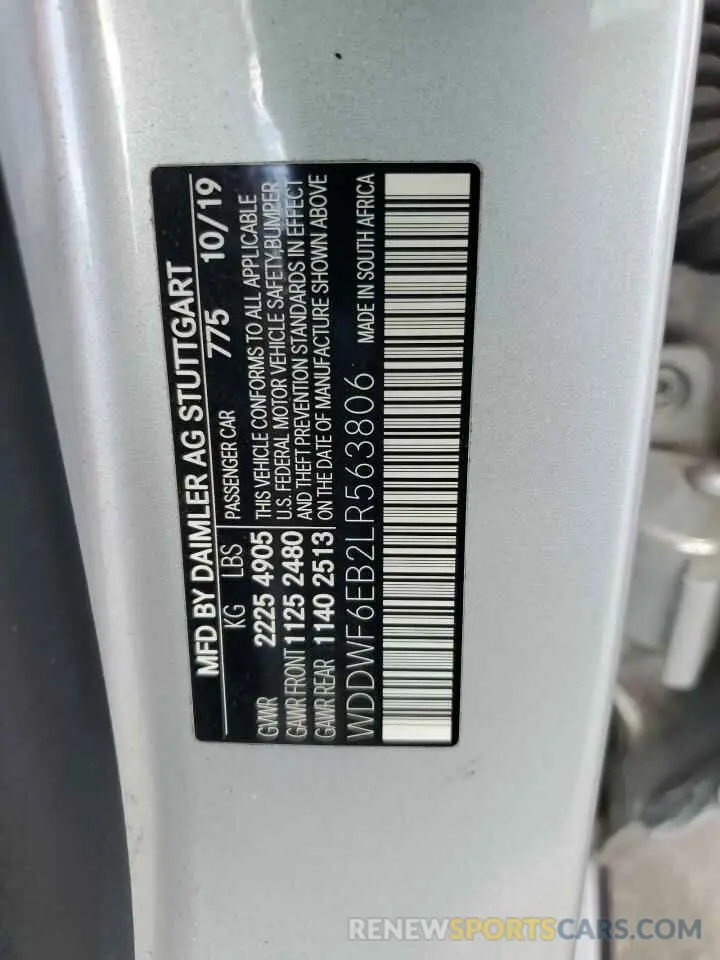 MFD BY DAIMLER AG STUTTGART
KG LBS PASSENGER CAR 775 10/19
GVWR 2225 4905 THIS VEHICLE CONFORMS TO ALL APPLICABLE
GAWR FRONT 1125 2480 U.S. FEDERAL MOTOR VEHICLE SAFETY,BUMPER
AND THEFT PREVENTION STANDARDS IN EFFECT
GAWR REAR 1140 2513 ON THE DATE OF MANUFACTURE SHOWN ABOVE
WDDWF6EB2LR563806 MADE IN SOUTH AFRICA
RENEWSPORTSCARS.COM